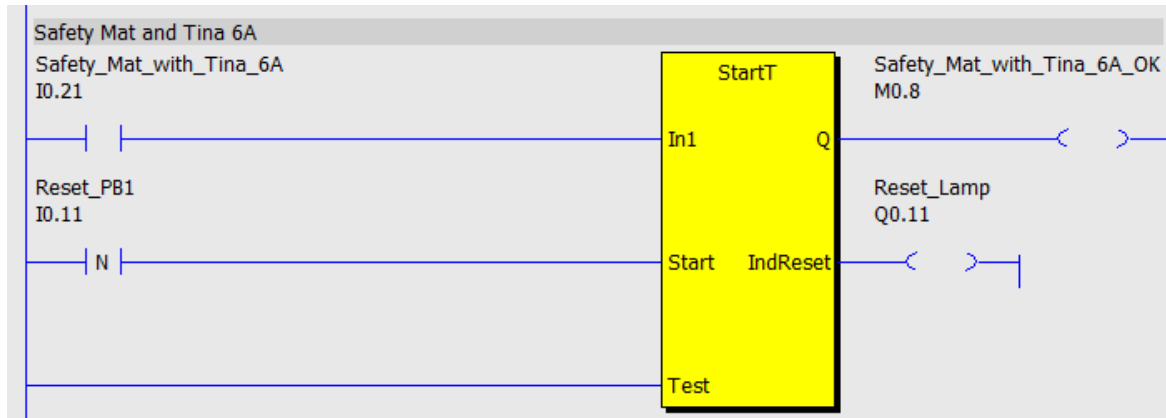 Safety Mat and Tina 6A
Safety_Mat_with_Tina_6A
I0.21
StartT
Safety_Mat_with_Tina_6A_OK
M0.8
In1
Q
Reset_PB1
I0.11
Reset_Lamp
Q0.11
N
Start
IndReset
Test